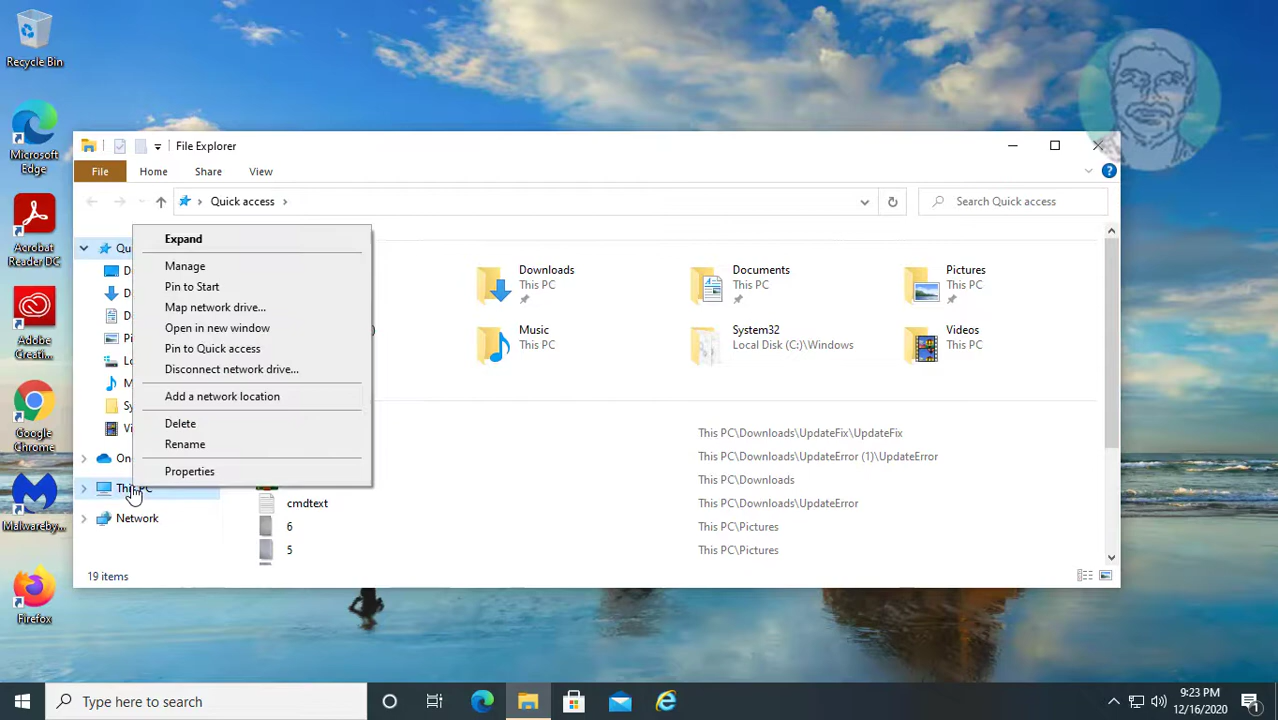 Recycle Bin
Microsoft
Edge
Acrobat
Reader DC
Adobe
Creati...
Google
Chrome
Malwareby...
Firefox
File Explorer
File
Home
Share
View
Quick access
Search Quick access
Expand
Manage
Pin to Start
Map network drive...
Open in new window
Pin to Quick access
Disconnect network drive...
Add a network location
Delete
Rename
Properties
This PC
Network
Downloads
This PC
Documents
This PC
Pictures
This PC
Music
This PC
System32
Local Disk (C:)\Windows
Videos
This PC
This PC\Downloads\UpdateFix\UpdateFix
This PC\Downloads\UpdateError (1)\UpdateError
This PC\Downloads
cmdtext
This PC\Downloads\UpdateError
6
This PC\Pictures
5
This PC\Pictures
19 items
Type here to search
9:23 PM
12/16/2020
1